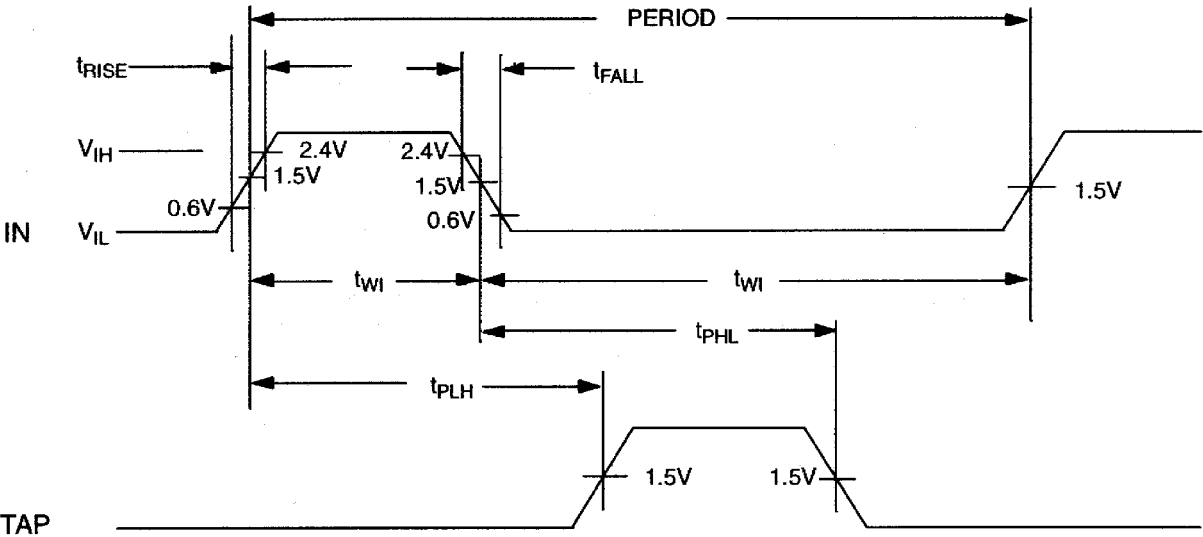 PERIOD
tRISE
tFALL
VIH
2.4V
2.4V
1.5V
1.5V
1.5V
0.6V
0.6V
IN
VIL
tWI
tWI
tPHL
tPLH
1.5V
1.5V
TAP